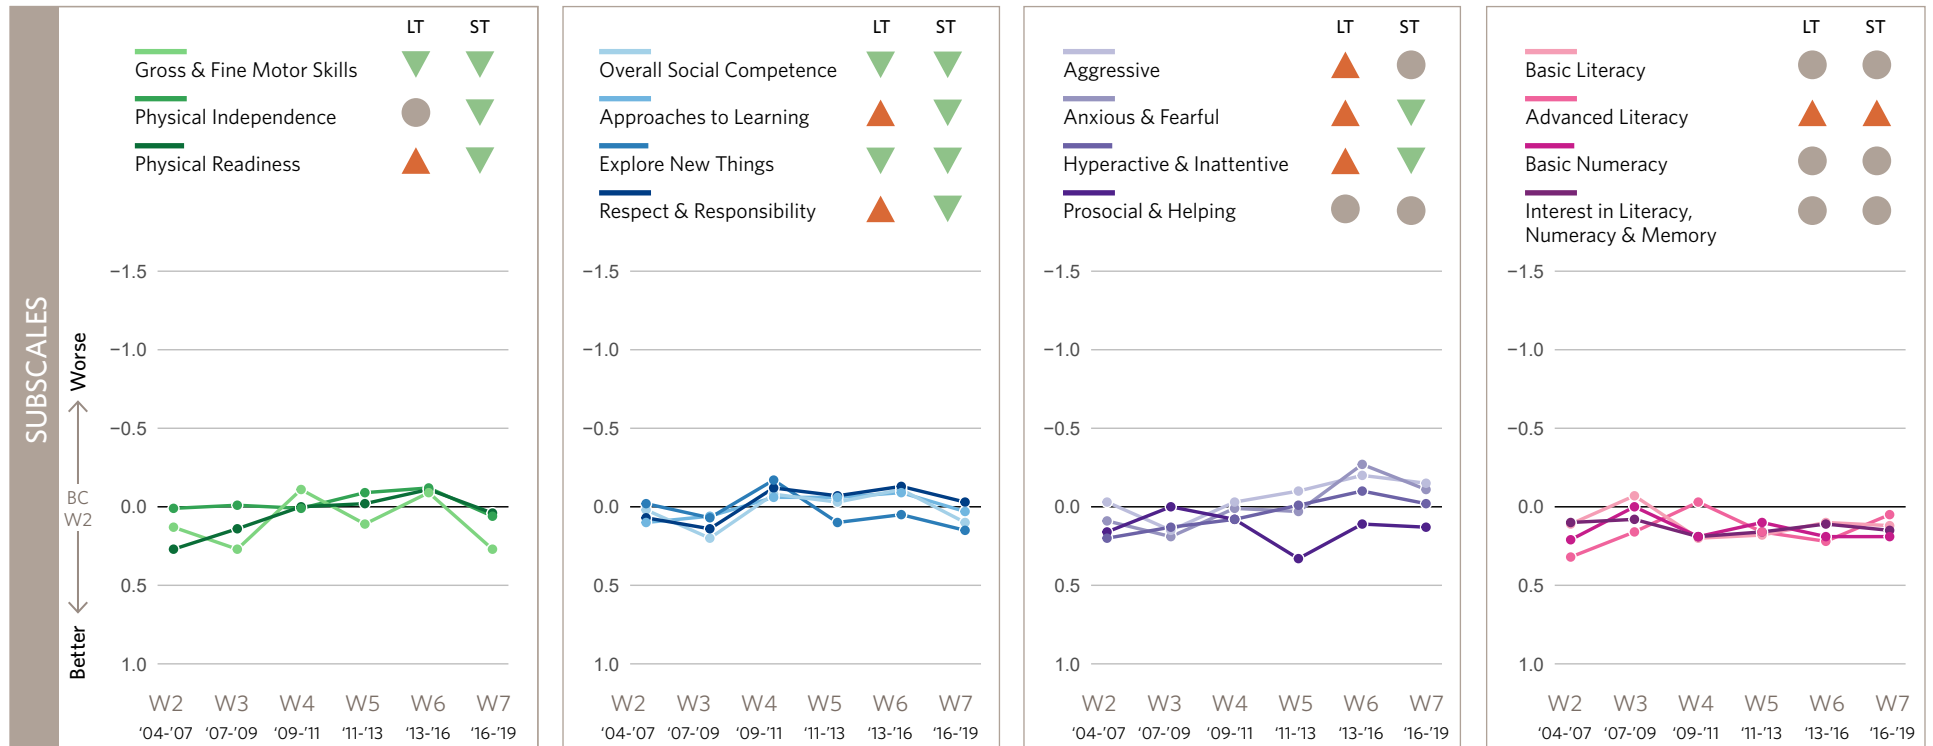 SUBSCALES
Worse
BC
W2
Better
LT ST
Gross & Fine Motor Skills
Physical Independence
Physical Readiness
−1.5
−1.0
−0.5
0.0
0.5
1.0
W2 W3 W4 W5 W6 W7
‘04-’07 ‘07-’09 ‘09-’11 ‘11-’13 ‘13-’16 ‘16-’19
LT ST
Overall Social Competence
Approaches to Learning
Explore New Things
Respect & Responsibility
−1.5
−1.0
−0.5
0.0
0.5
1.0
W2 W3 W4 W5 W6 W7
‘04-’07 ‘07-’09 ‘09-’11 ‘11-’13 ‘13-’16 ‘16-’19
LT ST
Aggressive
Anxious & Fearful
Hyperactive & Inattentive
Prosocial & Helping
−1.5
−1.0
−0.5
0.0
0.5
1.0
W2 W3 W4 W5 W6 W7
‘04-’07 ‘07-’09 ‘09-’11 ‘11-’13 ‘13-’16 ‘16-’19
LT ST
Basic Literacy
Advanced Literacy
Basic Numeracy
Interest in Literacy,
Numeracy & Memory
−1.5
−1.0
−0.5
0.0
0.5
1.0
W2 W3 W4 W5 W6 W7
‘04-’07 ‘07-’09 ‘09-’11 ‘11-’13 ‘13-’16 ‘16-’19